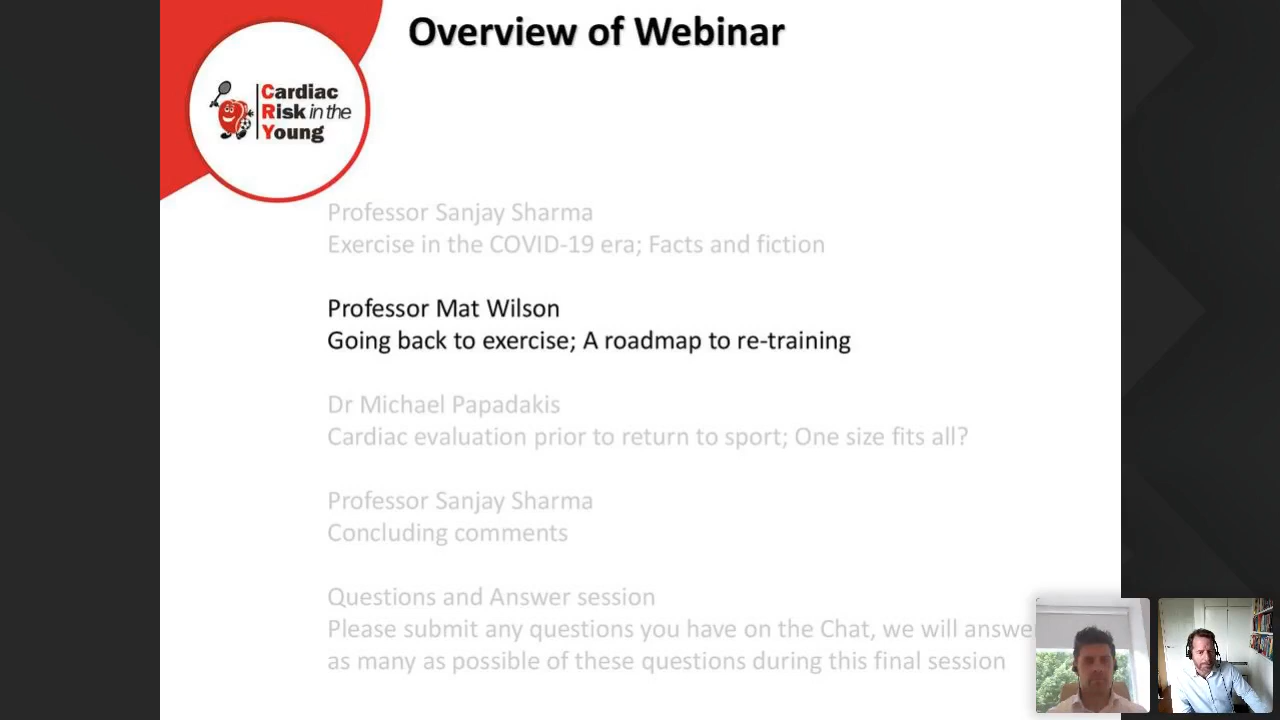 Overview of Webinar
Cardiac
Risk in the
Young
Professor Sanjay Sharma
Exercise in the COVID-19 era; Facts and fiction
Professor Mat Wilson
Going back to exercise; A roadmap to re-training
Dr Michael Papadakis
Cardiac evaluation prior to return to sport; One size fits all?
Professor Sanjay Sharma
Concluding comments
Questions and Answer session
Please submit any questions you have on the Chat, we will answe
as many as possible of these questions during this final session